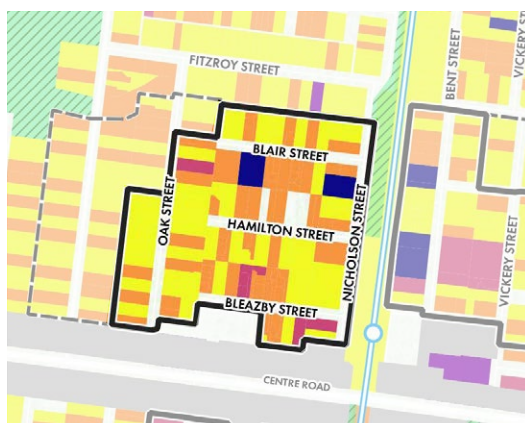 BENT STREET
VICKERY ST
FITZROY STREET
BLAIR STREET
OAK STREET
HAMILTON STREET
NICHOLSON STREET
VICKERY STREET
BLEAZBY STREET
CENTRE ROAD